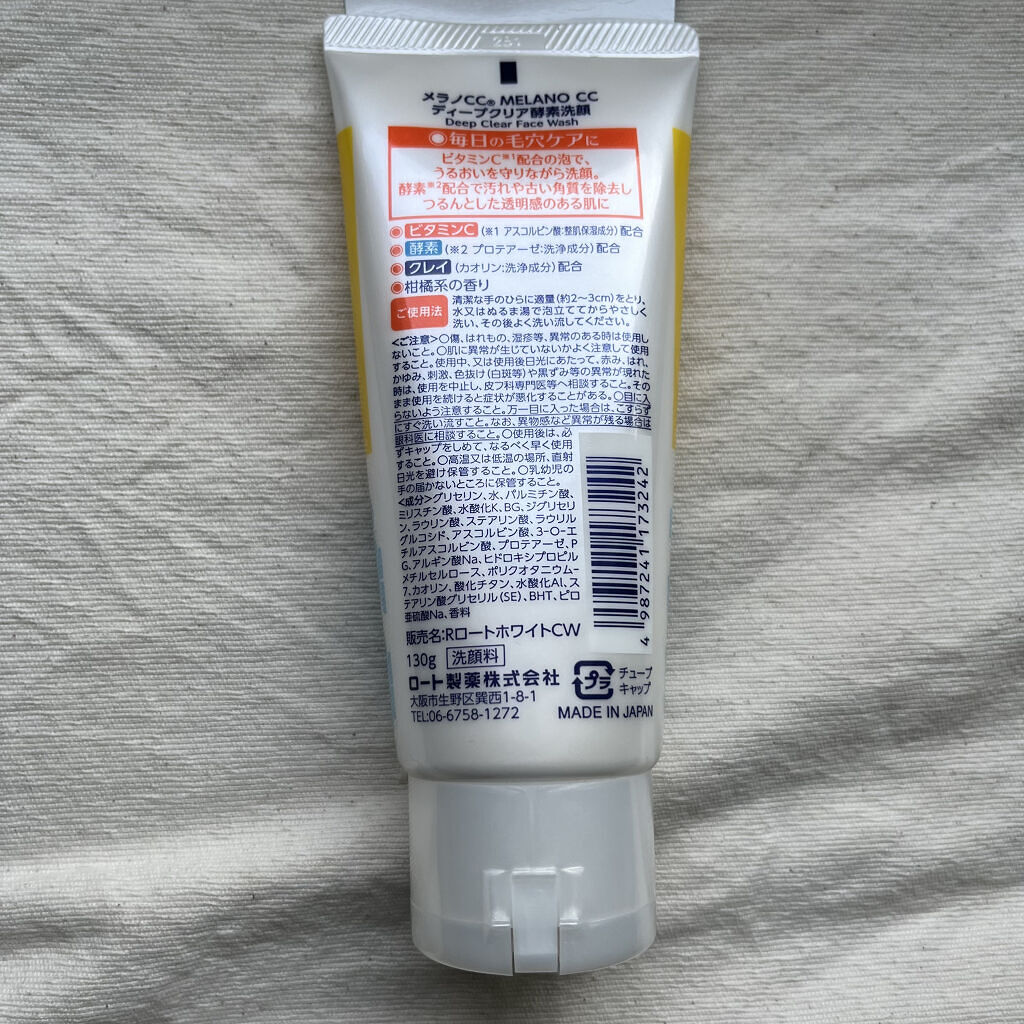 メラノCC® MELANO CC
ディープクリア酵素洗顔
Deep Clear Face Wash
毎日の毛穴ケアに
ビタミンC※1配合の泡で、
うるおいを守りながら洗顔。
酵素※2配合で汚れや古い角質を除去し
つるんとした透明感のある肌に
ビタミンC (※1 アスコルビン酸:整肌保湿成分) 配合
酵素 (※2 プロテアーゼ:洗浄成分) 配合
クレイ (カオリン:洗浄成分) 配合
柑橘系の香り
ご使用法 清潔な手のひらに適量(約2~3cm)をとり、
水又はぬるま湯で泡立ててからやさしく
洗い、その後よく洗い流してください。
<ご注意>○傷、はれもの、湿疹等、異常のある時は使用し
ないこと。○肌に異常が生じていないかよく注意して使用
すること。使用中、又は使用後日光にあたって、赤み、はれ、
かゆみ、刺激、色抜け(白斑等)や黒ずみ等の異常が現れた
時は、使用を中止し、皮フ科専門医等へ相談すること。その
まま使用を続けると症状が悪化することがある。○目に入
らないよう注意すること。万一目に入った場合は、こすらず
にすぐ洗い流すこと。なお、異物感など異常が残る場合は、
眼科医に相談すること。○使用後は、必
ずキャップをしめて、なるべく早く使用
すること。○高温又は低温の場所、直射
日光を避け保管すること。○乳幼児の
手の届かないところに保管すること。
<成分>グリセリン、水、パルミチン酸、
ミリスチン酸、水酸化K、BG、ジグリセリ
ン、ラウリン酸、ステアリン酸、ラウリル
グルコシド、アスコルビン酸、3-O-エ
チルアスコルビン酸、プロテアーゼ、P
G、アルギン酸Na、ヒドロキシプロピル
メチルセルロース、ポリクオタニウム-
7、カオリン、酸化チタン、水酸化Al、ス
テアリン酸グリセリル(SE)、BHT、ピロ
亜硫酸Na、香料
4 987241 173242
販売名:RロートホワイトCW
130g 洗顔料
ロート製薬株式会社
大阪市生野区巽西1-8-1
TEL:06-6758-1272
プラ チューブ
キャップ
MADE IN JAPAN